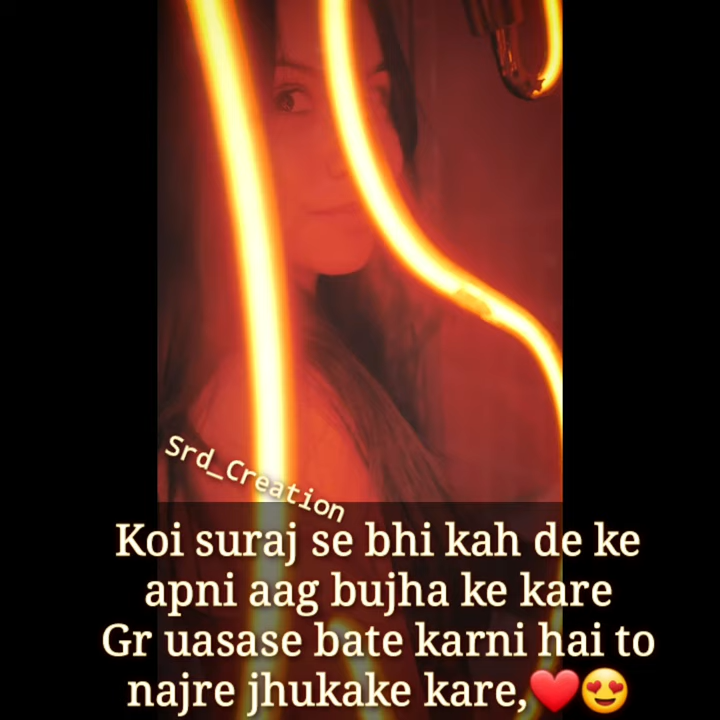 Srd_Creation
Koi suraj se bhi kah de ke
apni aag bujha ke kare
Gr uasase bate karni hai to
najre jhukake kare,❤️😍